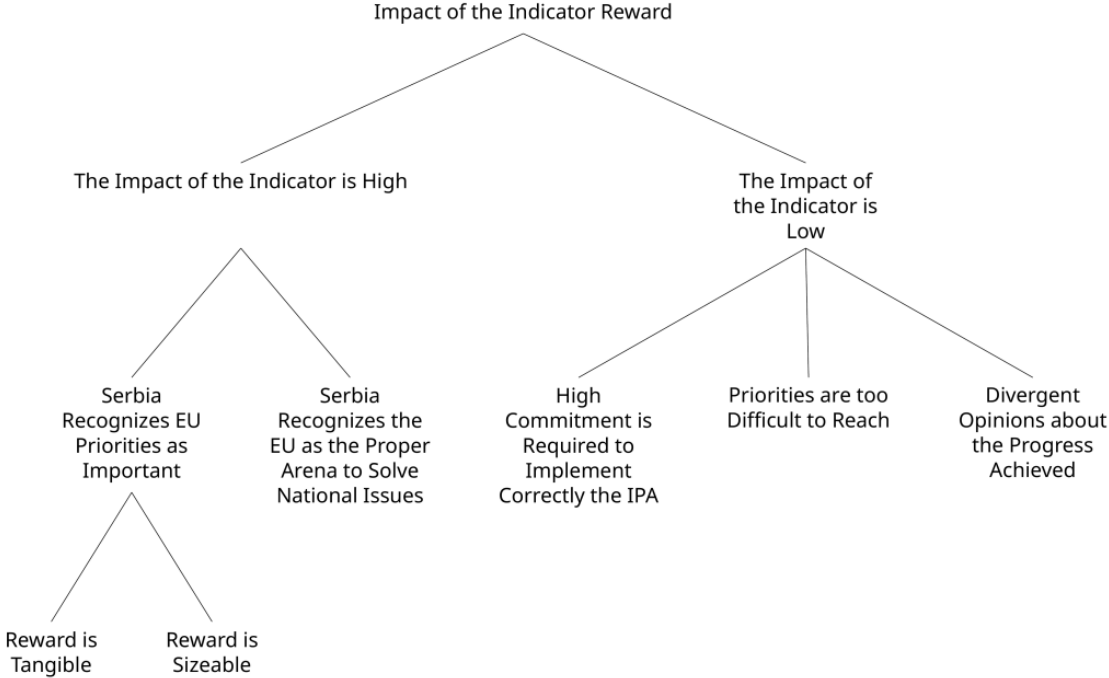 Impact of the Indicator Reward
The Impact of the Indicator is High
The Impact of
the Indicator is
Low
Serbia
Recognizes EU
Priorities as
Important
Serbia
Recognizes the
EU as the Proper
Arena to Solve
National Issues
High
Commitment is
Required to
Implement
Correctly the IPA
Priorities are too
Difficult to Reach
Divergent
Opinions about
the Progress
Achieved
Reward is
Tangible
Reward is
Sizeable